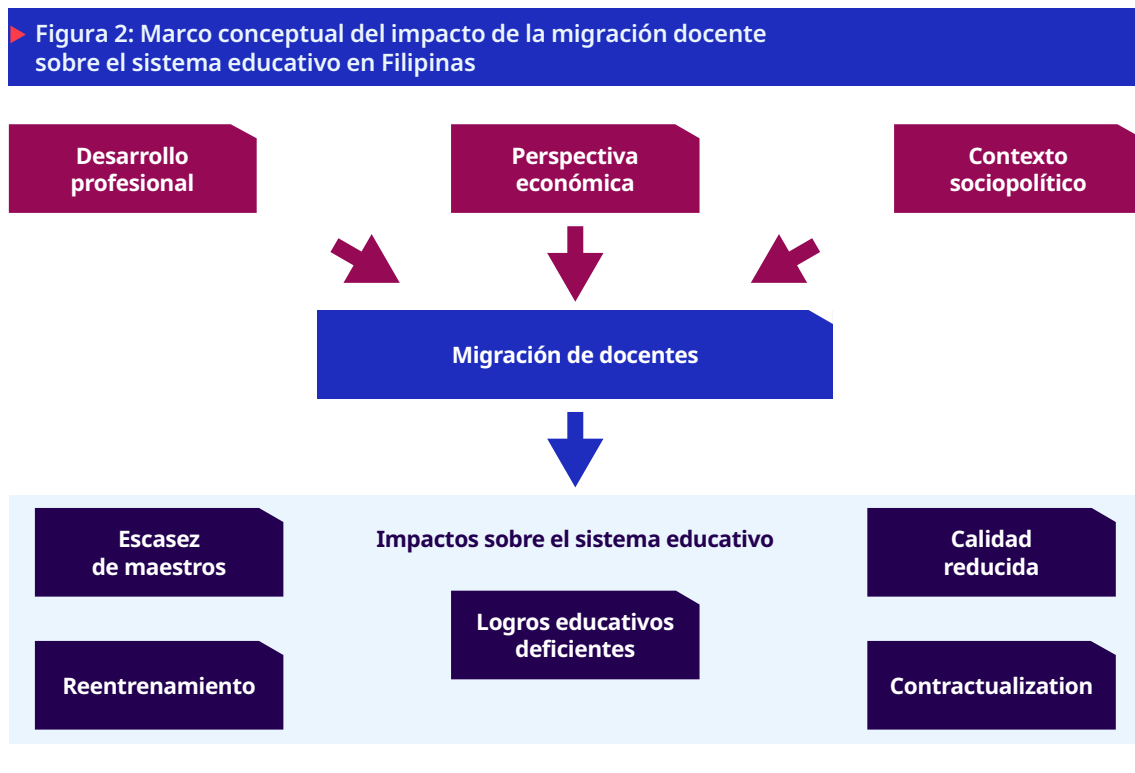 Figura 2: Marco conceptual del impacto de la migración docente
sobre el sistema educativo en Filipinas
Desarrollo
profesional
Perspectiva
económica
Contexto
sociopolítico
Migración de docentes
Impactos sobre el sistema educativo
Escasez
de maestros
Calidad
reducida
Logros educativos
deficientes
Reentrenamiento
Contractualization